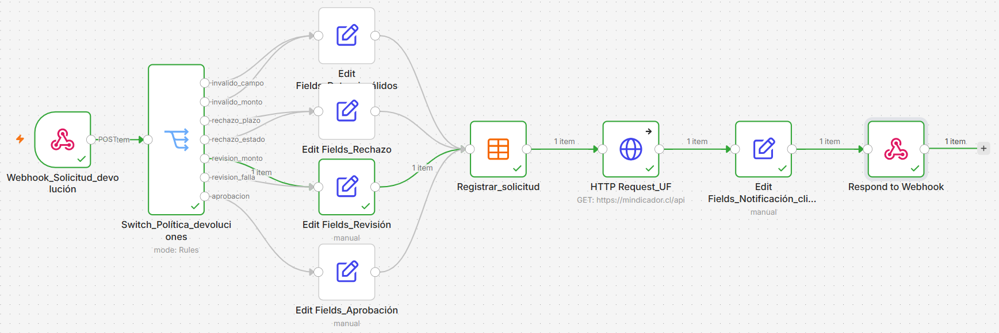 POST
item
Webhook_Solicitud_devo
lución
invalido_campo
invalido_monto
rechazo_plazo
rechazo_estado
revision_monto
revision_falla
aprobacion
1 item
Switch_Política_devoluci
ones
mode: Rules
Edit
Fields_
álidos
Edit Fields_Rechazo
Edit Fields_Revisión
manual
Edit Fields_Aprobación
manual
1 item
Registrar_solicitud
1 item
HTTP Request_UF
GET: https://mindicador.cl/api
1 item
Edit
Fields_Notificación_cli...
manual
1 item
Respond to Webhook
1 item